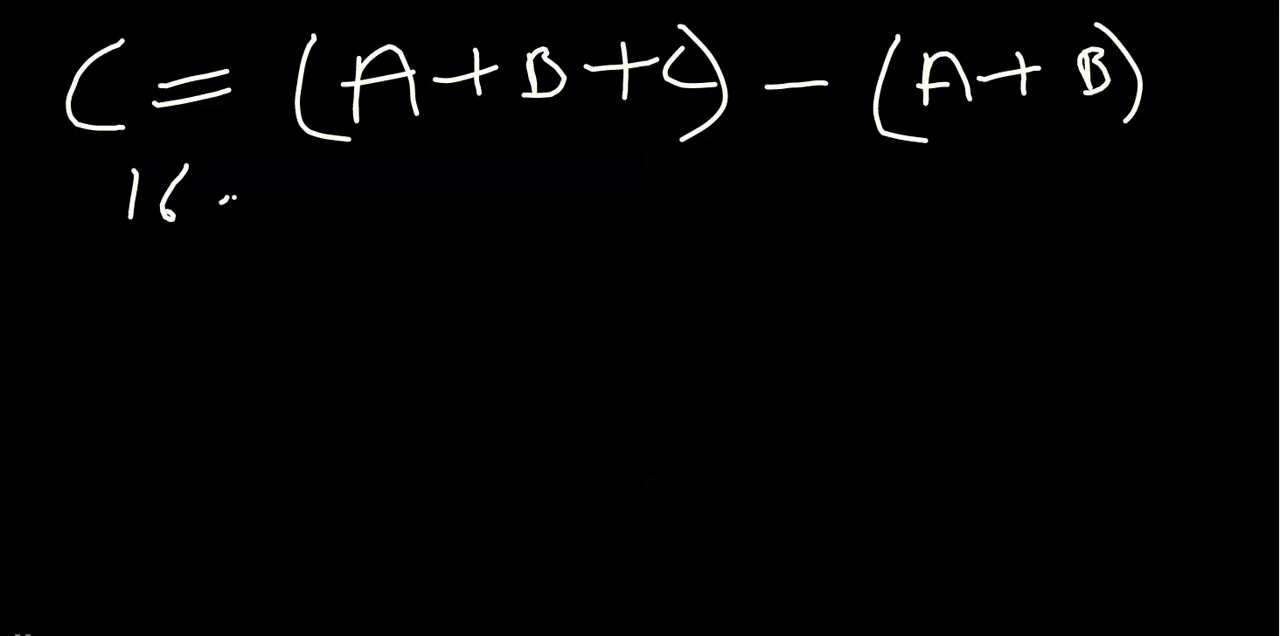 C = (A + B + C) - (A + B)
16